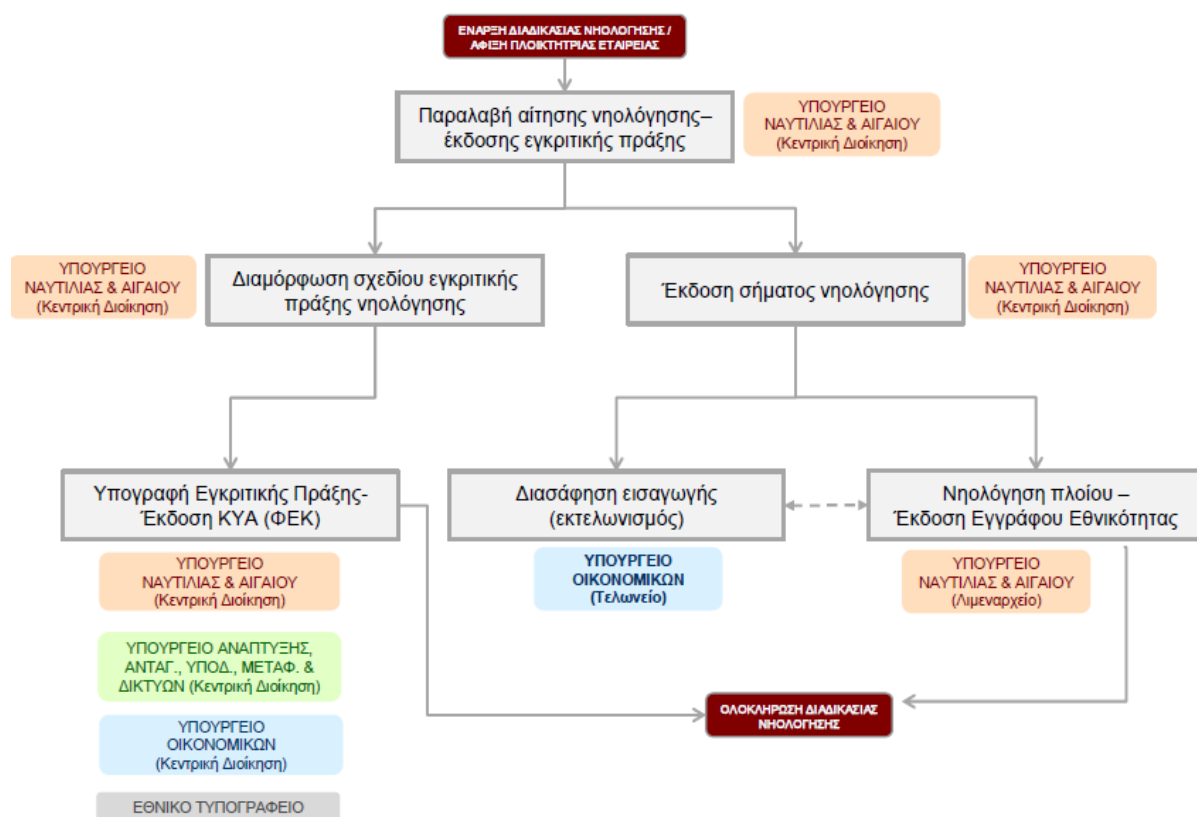 ΕΝΑΡΞΗ ΔΙΑΔΙΚΑΣΙΑΣ ΝΗΟΛΟΓΗΣΗΣ /
ΑΦΙΞΗ ΠΛΟΙΚΤΗΤΡΙΑΣ ΕΤΑΙΡΕΙΑΣ
Παραλαβή αίτησης νηολόγησης–
έκδοσης εγκριτικής πράξης
ΥΠΟΥΡΓΕΙΟ
ΝΑΥΤΙΛΙΑΣ & ΑΙΓΑΙΟΥ
(Κεντρική Διοίκηση)
ΥΠΟΥΡΓΕΙΟ
ΝΑΥΤΙΛΙΑΣ & ΑΙΓΑΙΟΥ
(Κεντρική Διοίκηση)
Διαμόρφωση σχεδίου εγκριτικής
πράξης νηολόγησης
Έκδοση σήματος νηολόγησης
ΥΠΟΥΡΓΕΙΟ
ΝΑΥΤΙΛΙΑΣ & ΑΙΓΑΙΟΥ
(Κεντρική Διοίκηση)
Υπογραφή Εγκριτικής Πράξης-
Έκδοση ΚΥΑ (ΦΕΚ)
Διασάφηση εισαγωγής
(εκτελωνισμός)
Νηολόγηση πλοίου –
Έκδοση Εγγράφου Εθνικότητας
ΥΠΟΥΡΓΕΙΟ
ΝΑΥΤΙΛΙΑΣ & ΑΙΓΑΙΟΥ
(Κεντρική Διοίκηση)
ΥΠΟΥΡΓΕΙΟ
ΟΙΚΟΝΟΜΙΚΩΝ
(Τελωνείο)
ΥΠΟΥΡΓΕΙΟ
ΝΑΥΤΙΛΙΑΣ & ΑΙΓΑΙΟΥ
(Λιμεναρχείο)
ΥΠΟΥΡΓΕΙΟ ΑΝΑΠΤΥΞΗΣ,
ΑΝΤΑΓ., ΥΠΟΔ., ΜΕΤΑΦ. &
ΔΙΚΤΥΩΝ (Κεντρική Διοίκηση)
ΥΠΟΥΡΓΕΙΟ
ΟΙΚΟΝΟΜΙΚΩΝ
(Κεντρική Διοίκηση)
ΟΛΟΚΛΗΡΩΣΗ ΔΙΑΔΙΚΑΣΙΑΣ
ΝΗΟΛΟΓΗΣΗΣ
ΕΘΝΙΚΟ ΤΥΠΟΓΡΑΦΕΙΟ